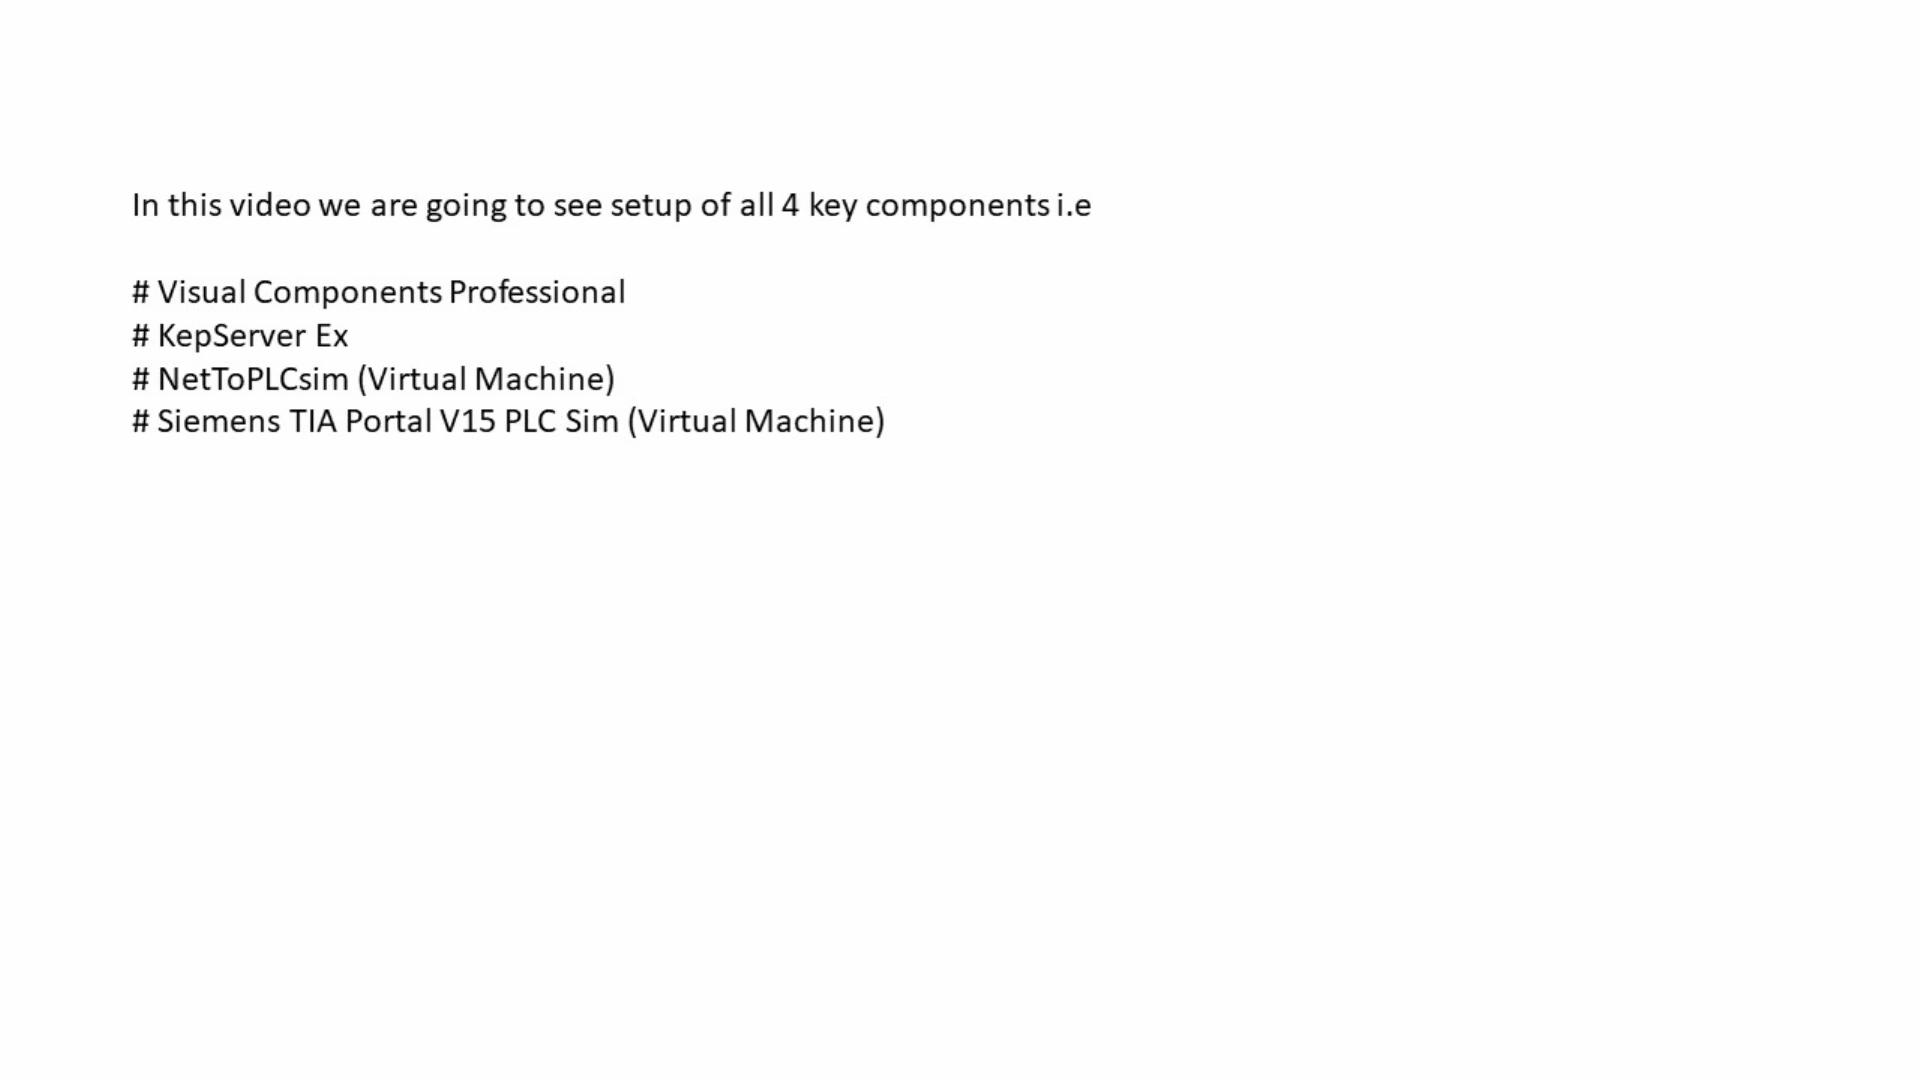 In this video we are going to see setup of all 4 key components i.e
# Visual Components Professional
# KepServer Ex
# NetToPLCsim (Virtual Machine)
# Siemens TIA Portal V15 PLC Sim (Virtual Machine)